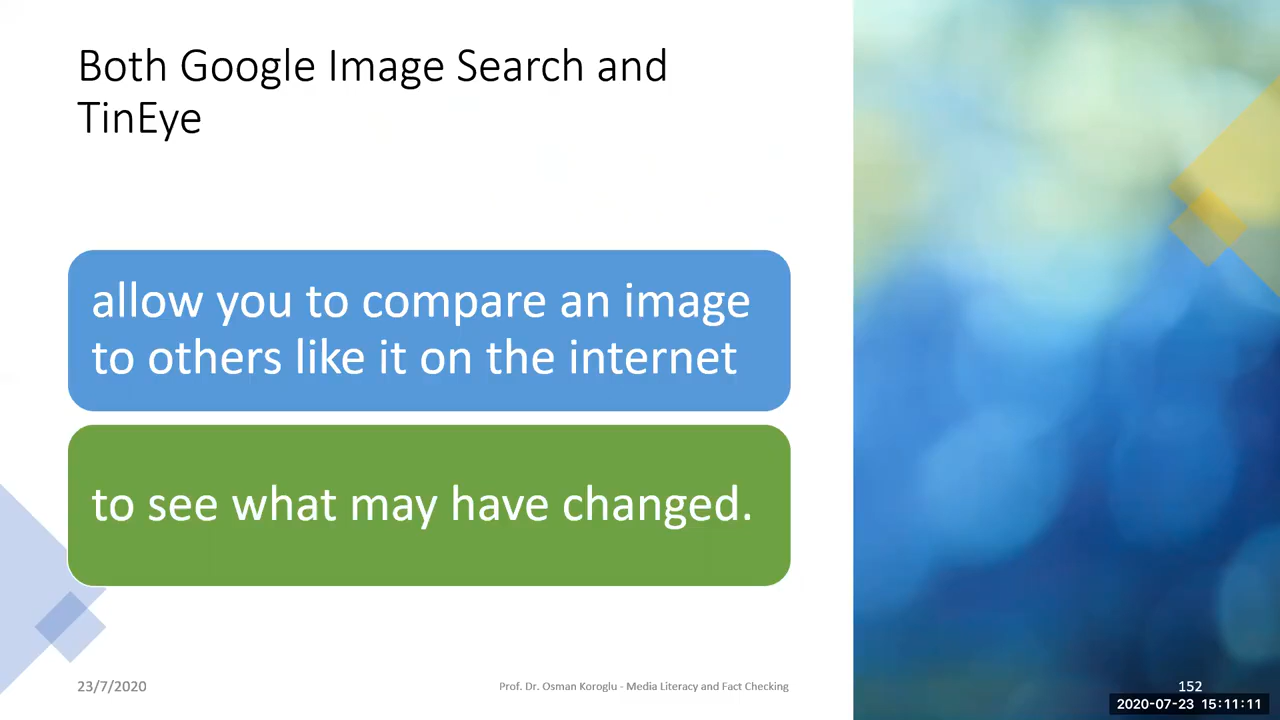 Both Google Image Search and
TinEye
allow you to compare an image
to others like it on the internet
to see what may have changed.
23/7/2020
Prof. Dr. Osman Koroglu - Media Literacy and Fact Checking
152
2020-07-23 15:11:11